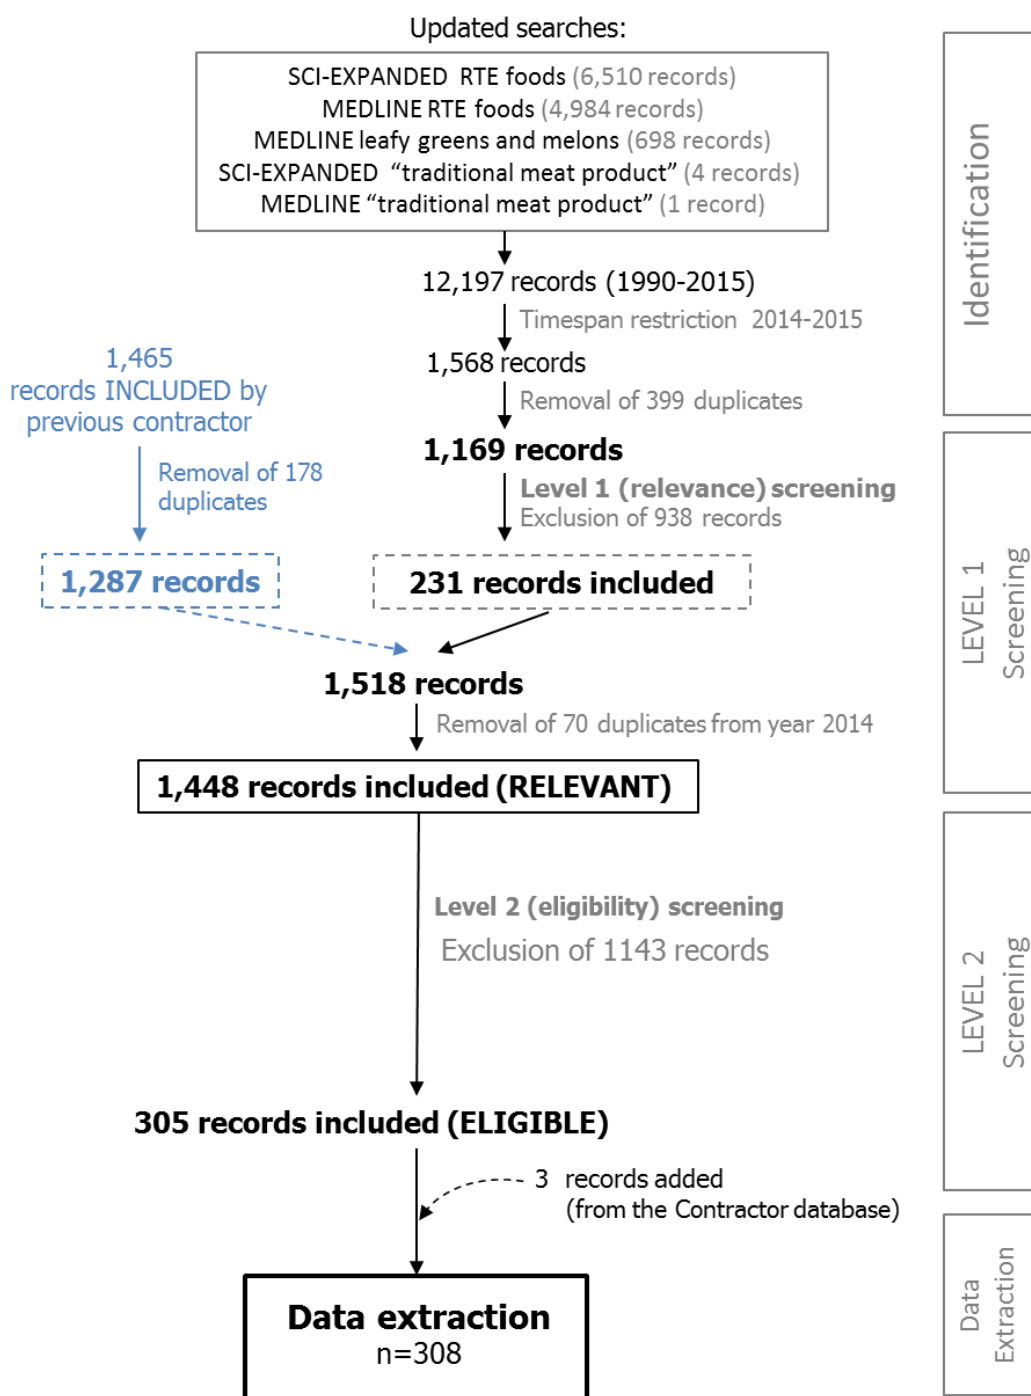 Updated searches:
SCI-EXPANDED RTE foods (6,510 records)
MEDLINE RTE foods (4,984 records)
MEDLINE leafy greens and melons (698 records)
SCI-EXPANDED “traditional meat product” (4 records)
MEDLINE “traditional meat product” (1 record)
12,197 records (1990-2015)
Timespan restriction 2014-2015
1,568 records
Removal of 399 duplicates
1,169 records
Level 1 (relevance) screening
Exclusion of 938 records
231 records included
1,465
records INCLUDED by
previous contractor
Removal of 178
duplicates
1,287 records
1,518 records
Removal of 70 duplicates from year 2014
1,448 records included (RELEVANT)
Level 2 (eligibility) screening
Exclusion of 1143 records
305 records included (ELIGIBLE)
3 records added
(from the Contractor database)
Data extraction
n=308
Identification
LEVEL 1
Screening
LEVEL 2
Screening
Data
Extraction